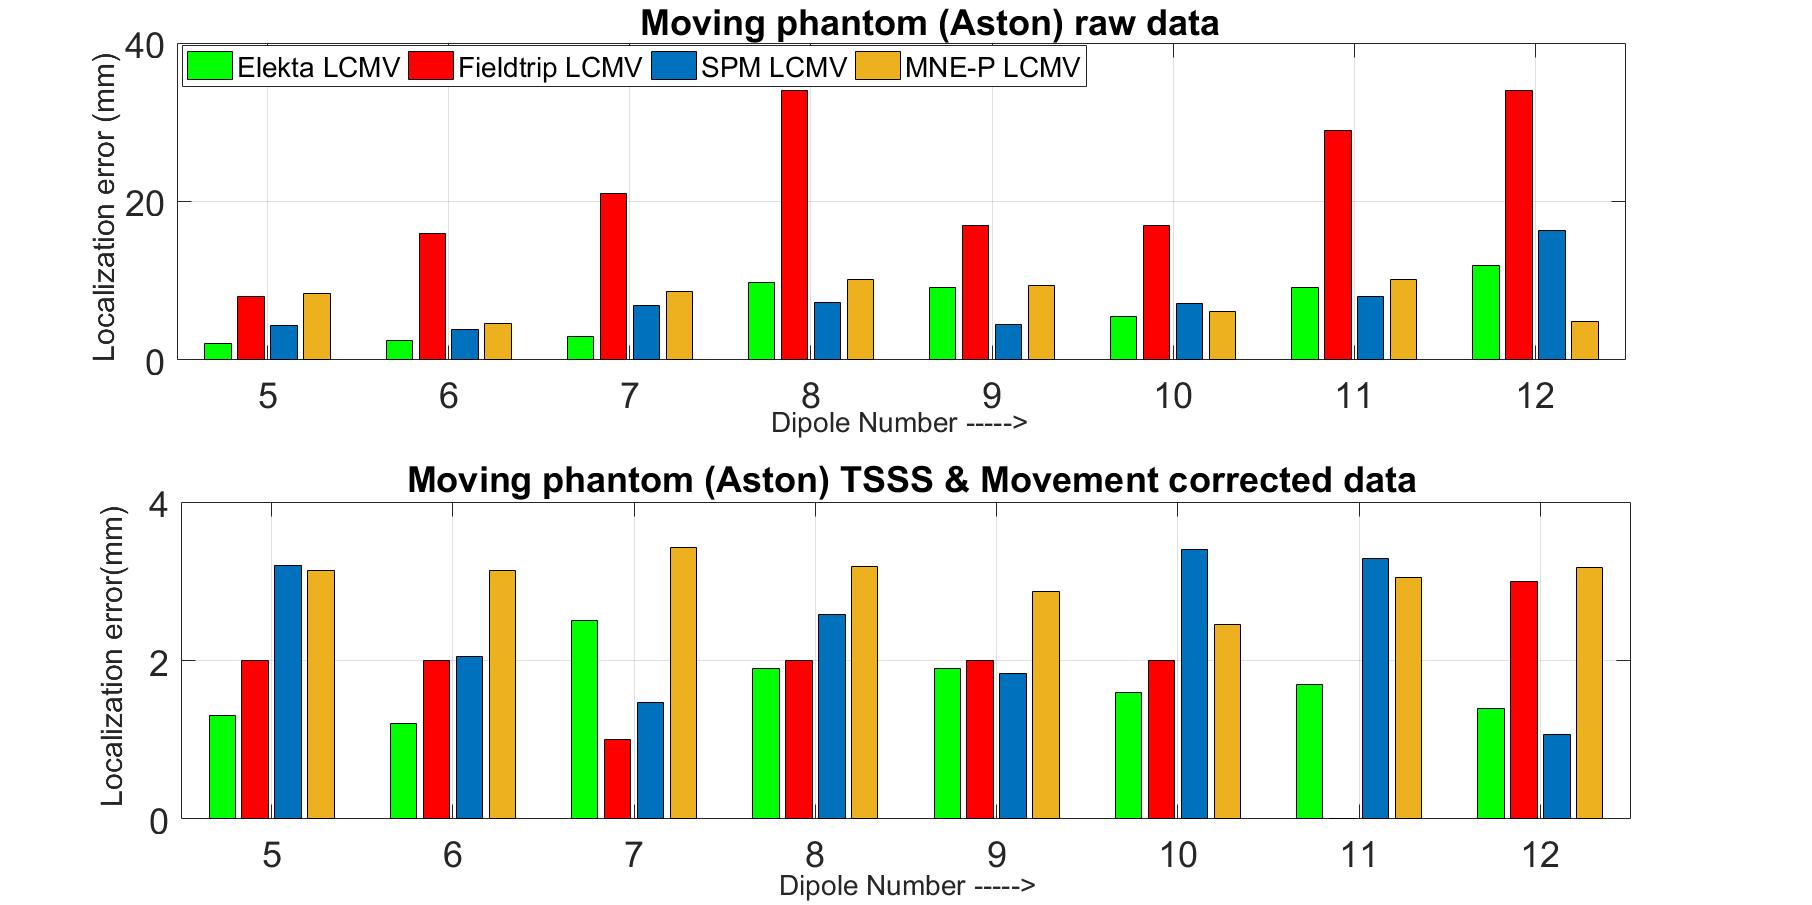 Moving phantom (Aston) raw data
Elekta LCMV Fieldtrip LCMV SPM LCMV MNE-P LCMV
Localization error (mm)
40
20
0
5 6 7 8 9 10 11 12
Dipole Number ----->
Moving phantom (Aston) TSSS & Movement corrected data
Localization error(mm)
4
2
0
5 6 7 8 9 10 11 12
Dipole Number ----->